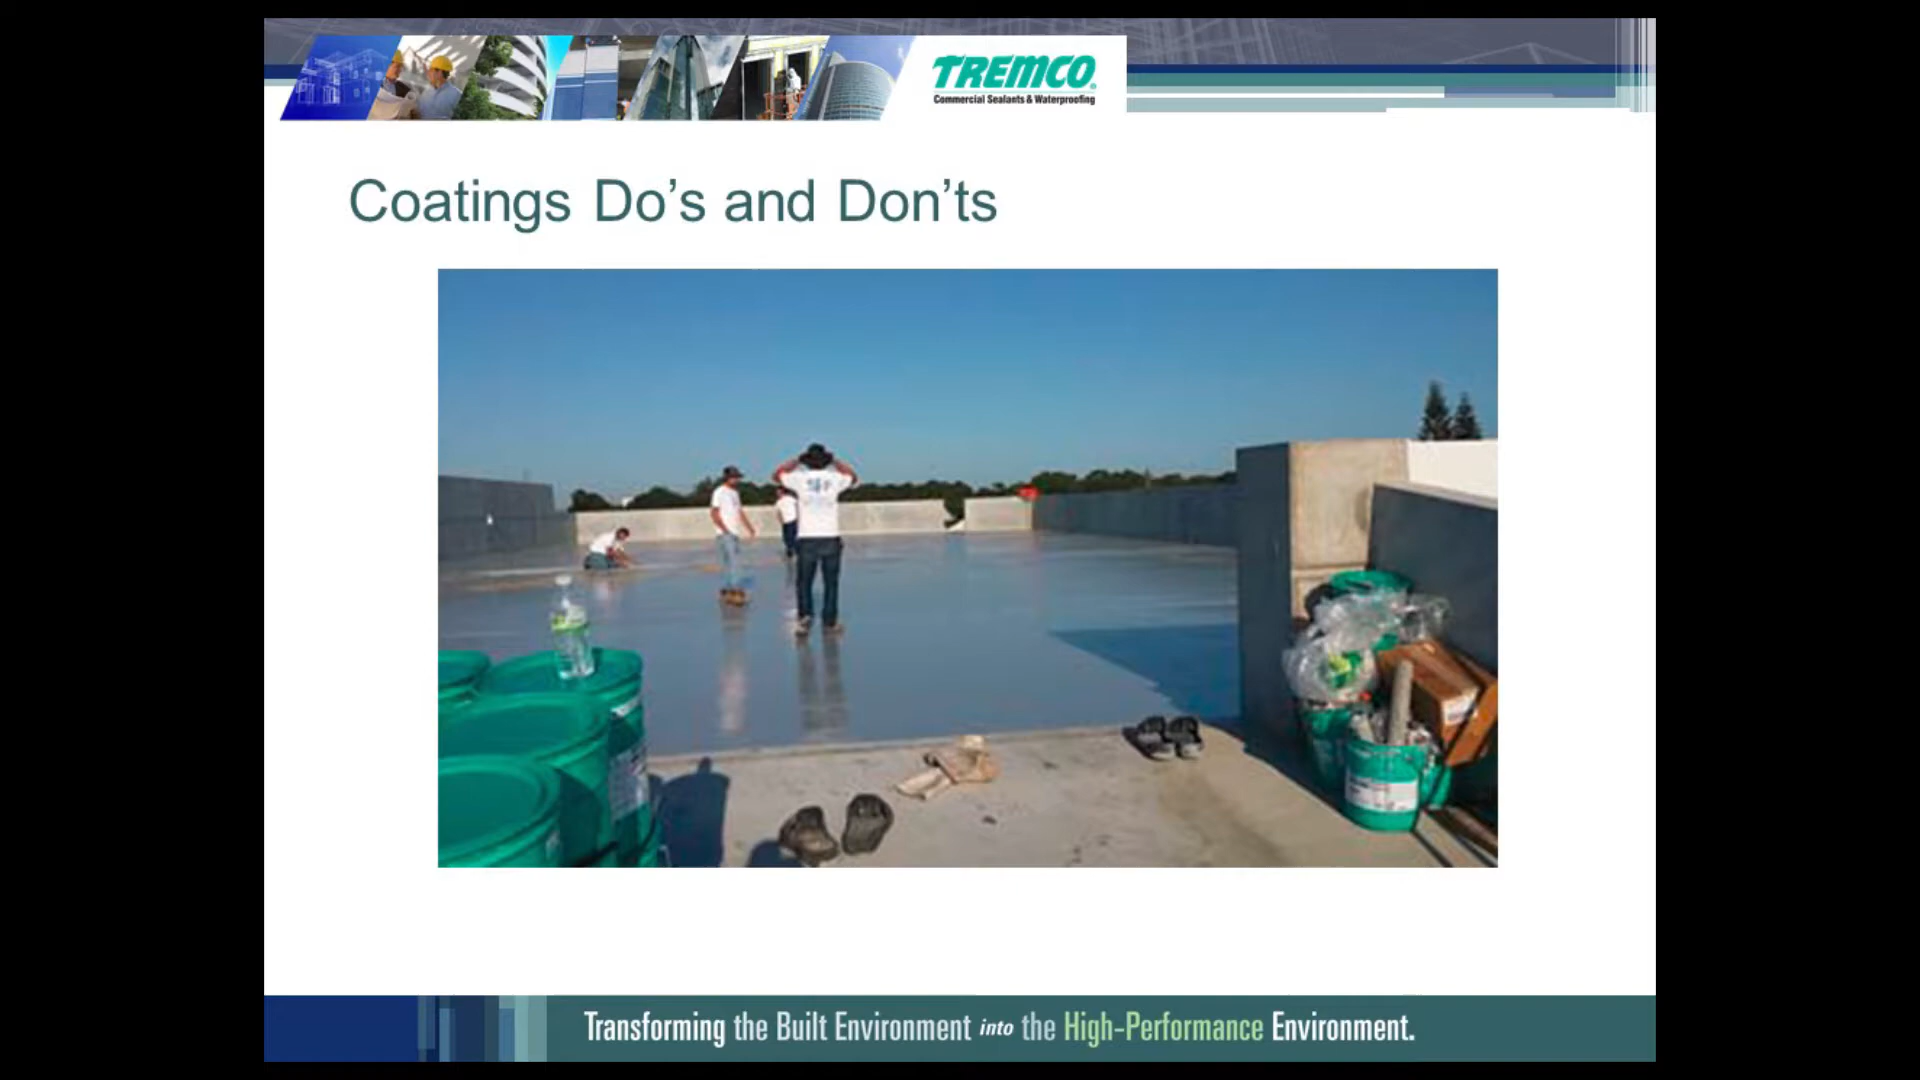 TREMCO
Commercial Sealants & Waterproofing
Coatings Do’s and Don’ts
Transforming the Built Environment into the High-Performance Environment.